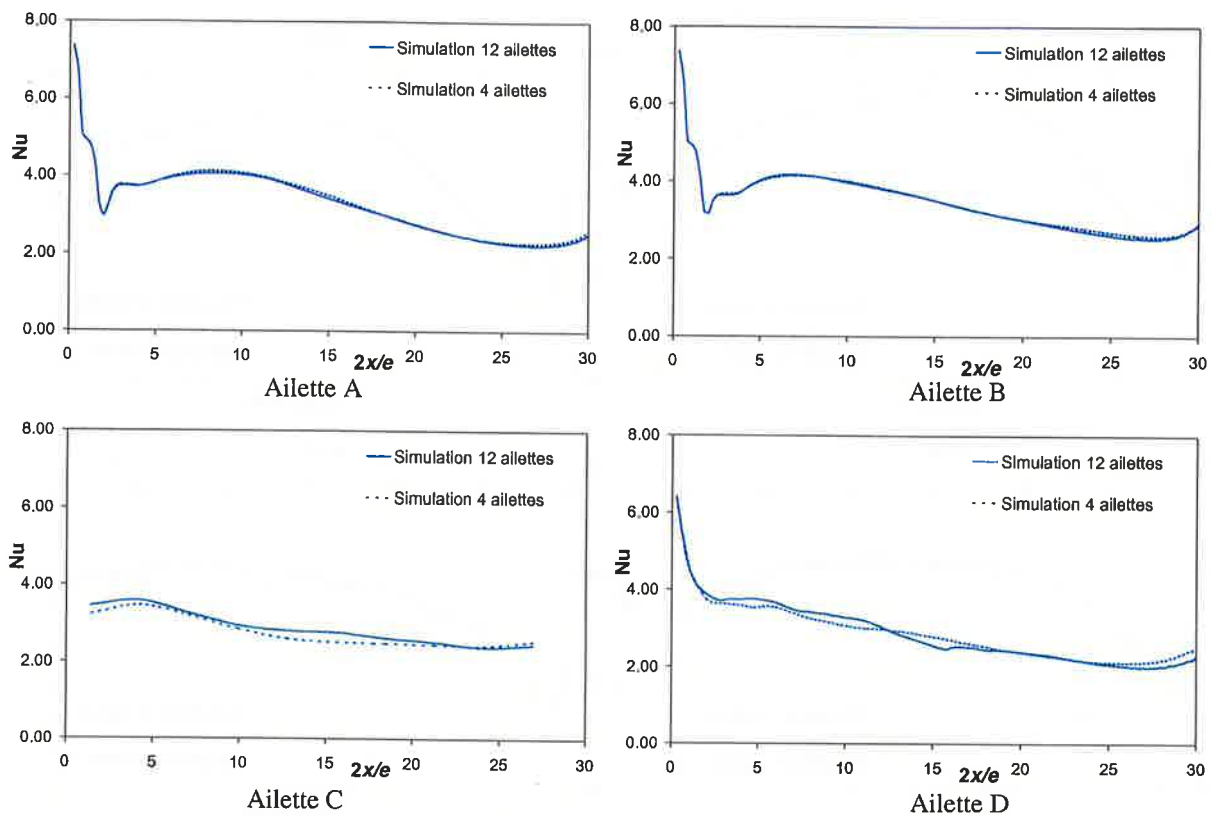 8,00
6.00
4.00
2.00
0.00
Nu
Simulation 12 ailettes
SImulation 4 ailettes
0
5
10
15
20
25
30
2x/e
Ailette A
8,00
6.00
4.00
2.00
0.00
Nu
Simulation 12 ailettes
Simulation 4 ailettes
0
5
10
15
20
25
30
2x/e
Ailette B
8.00
6.00
4.00
2.00
0.00
Nu
Simulation 12 ailettes
Simulation 4 ailettes
0
5
10
15
20
25
30
2x/e
Ailette C
8.00
6.00
4.00
2.00
0.00
Nu
SImulation 12 ailettes
Simulation 4 ailettes
0
5
10
15
20
25
30
2x/e
Ailette D